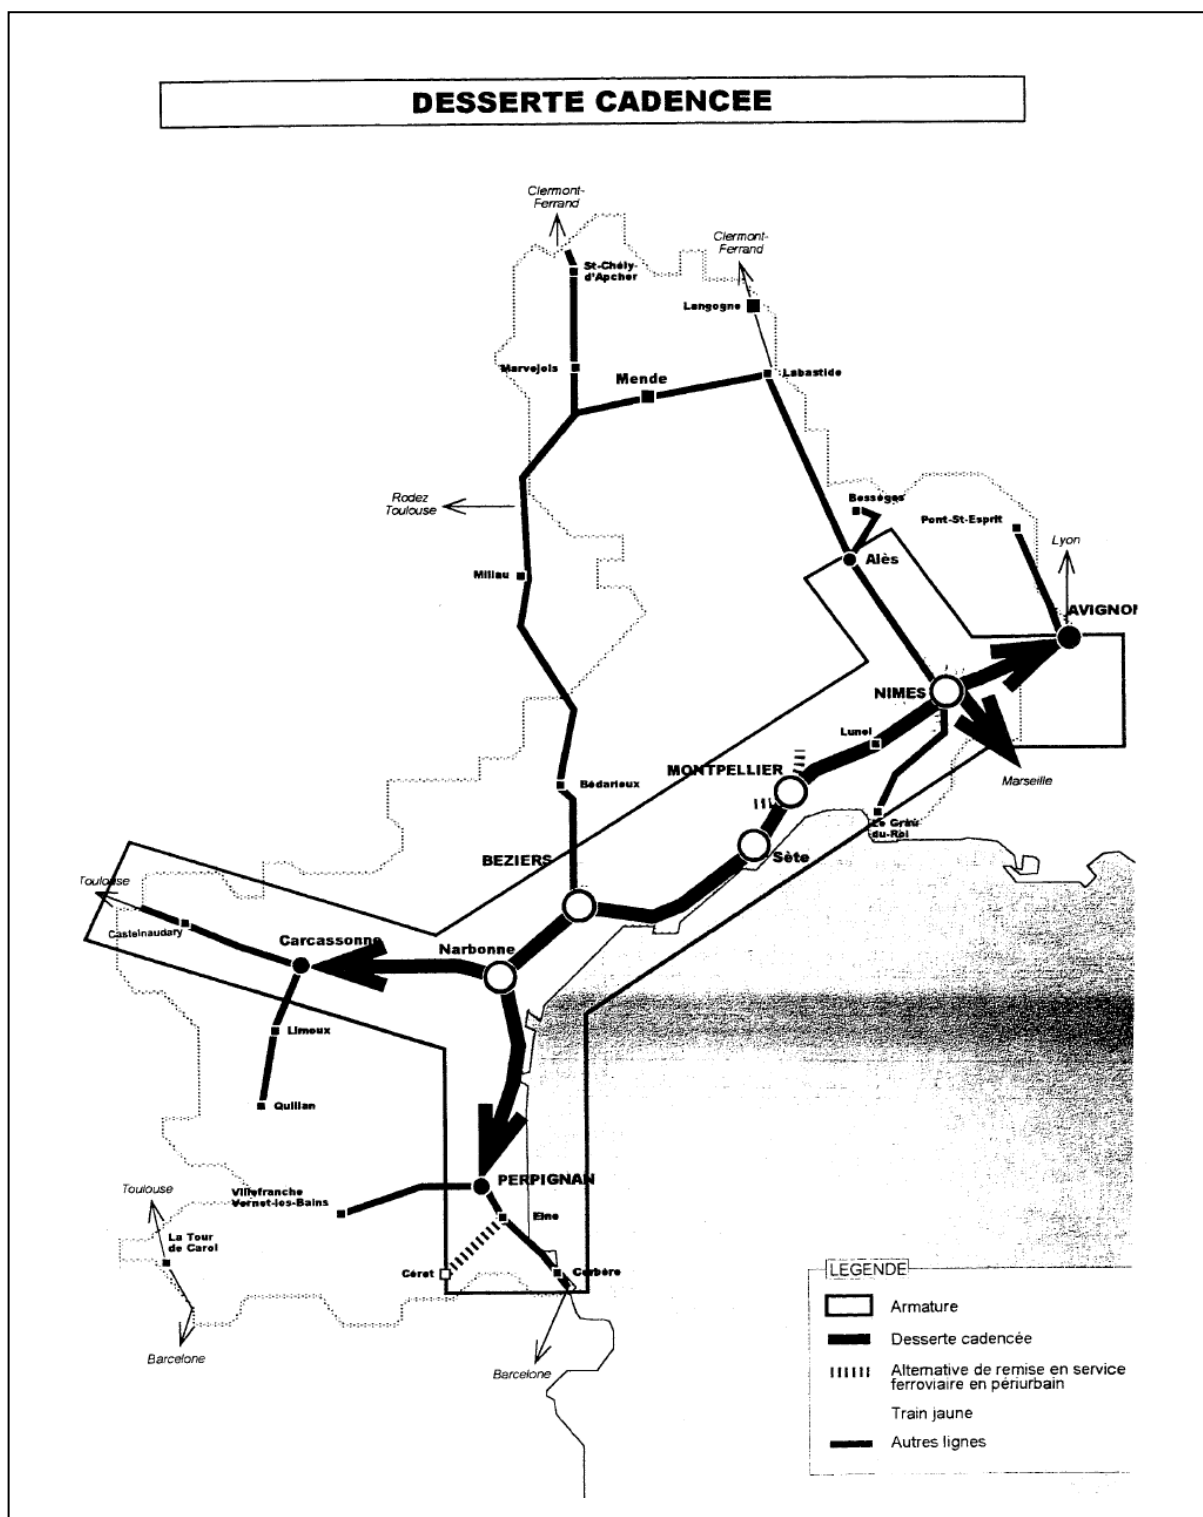 DESSERTE CADENCEE
Clermont-
Ferrand
Clermont-
Ferrand
St-Chély-
d'Apcher
Langogne
Marvejols
Mende
Labastide
Rodez
Toulouse
Bességes
Pont-St-Esprit
Lyon
Alès
Millau
AVIGNON
NIMES
Lunel
MONTPELLIER
Marseille
Bédarieux
Le Grau
du-Roi
Sète
BEZIERS
Toulouse
Castelnaudary
Carcassonne
Narbonne
Limoux
Quillan
Toulouse
Villefranche
Vernet-les-Bains
PERPIGNAN
Elne
La Tour
de Carol
Céret
Cerbère
Barcelone
Barcelone
LEGENDE
Armature
Desserte cadencée
Alternative de remise en service
ferroviaire en périurbain
Train jaune
Autres lignes